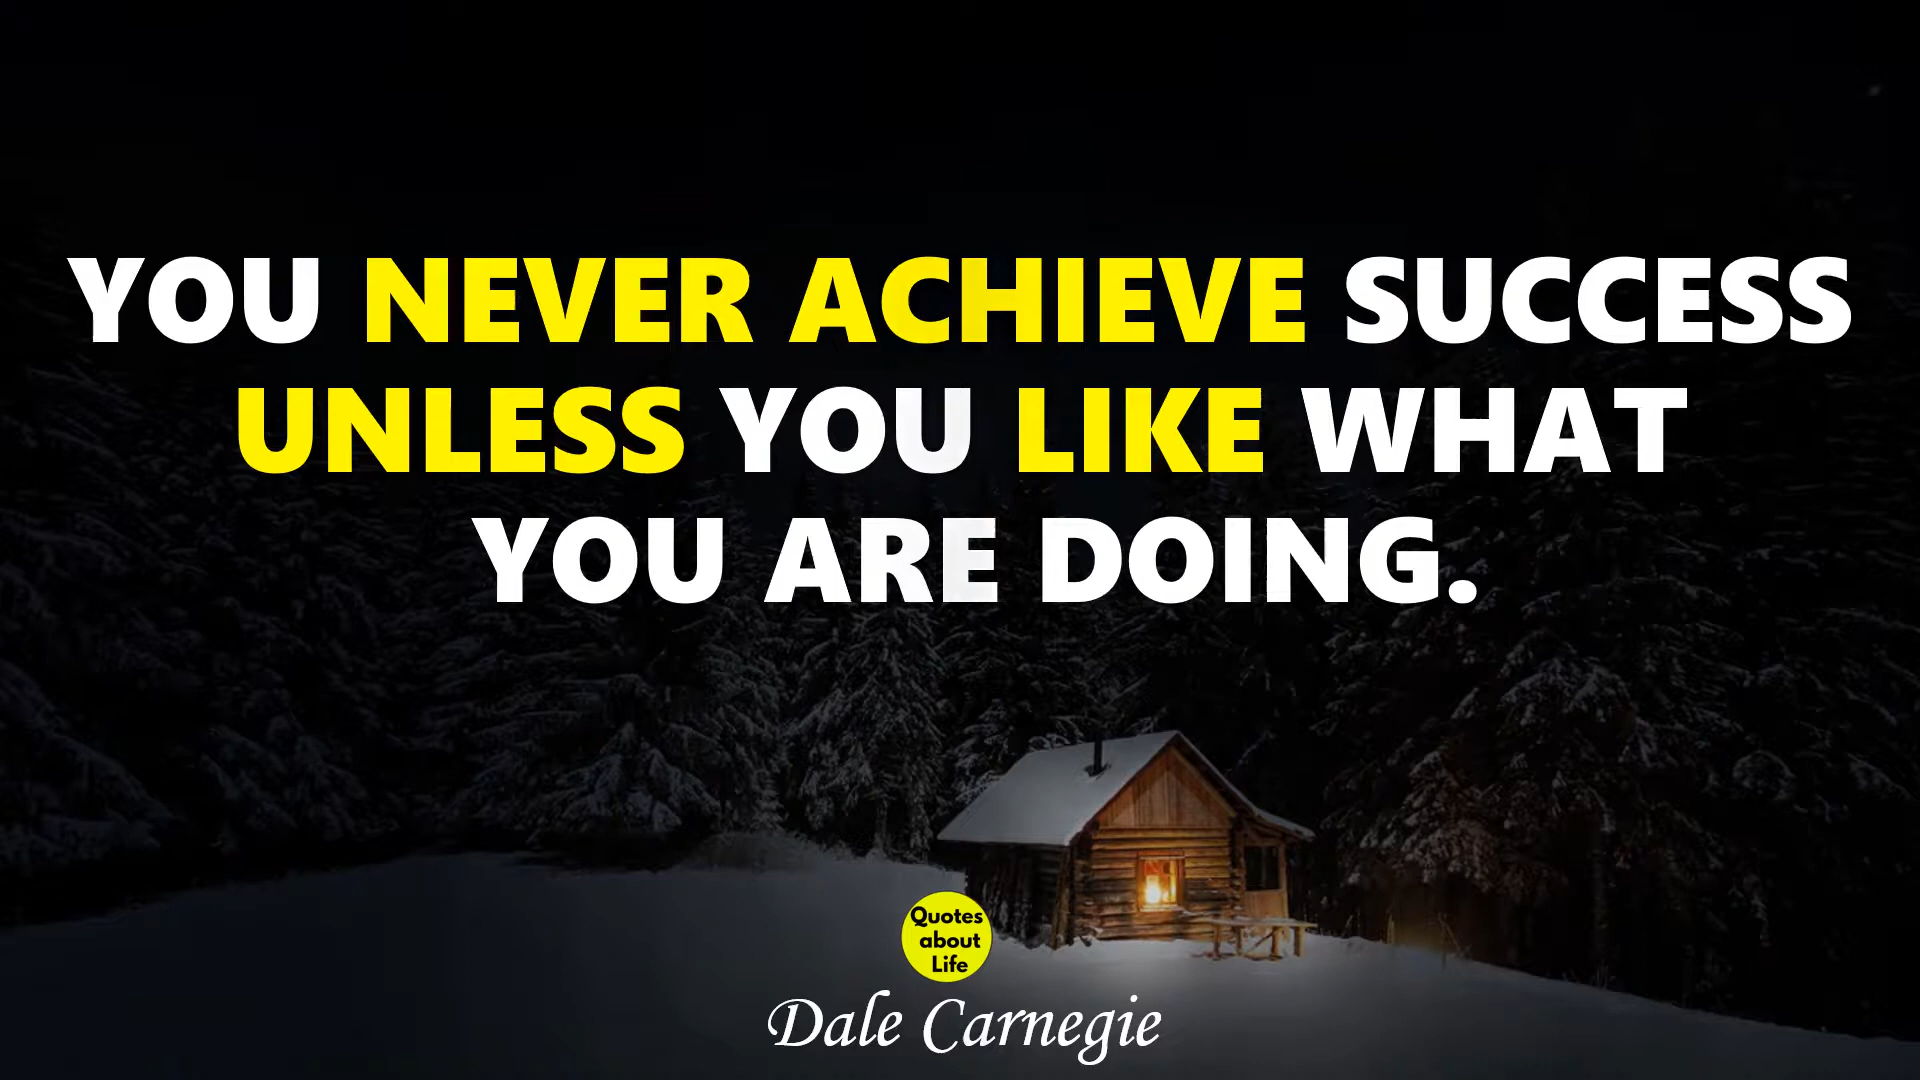 YOU NEVER ACHIEVE SUCCESS
UNLESS YOU LIKE WHAT
YOU ARE DOING.
Quotes
about
Life
Dale Carnegie